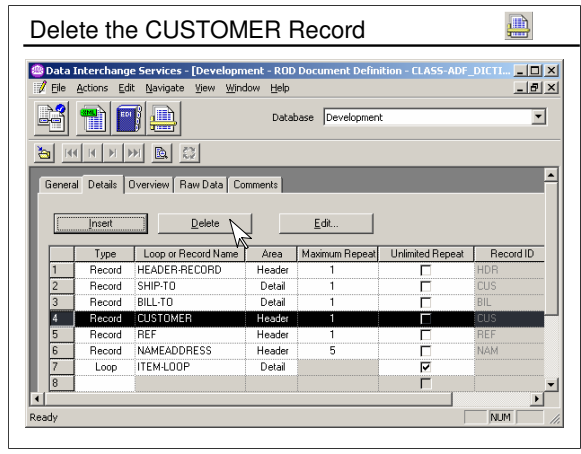 Delete the CUSTOMER Record
Data Interchange Services - [Development - ROD Document Definition - CLASS-ADF_DICTI...
File Actions Edit Navigate View Window Help
XML EDI Database Development
General Details Overview Raw Data Comments
Insert Delete Edit...
Type Loop or Record Name Area Maximum Repeat Unlimited Repeat Record ID
1 Record HEADER-RECORD Header 1 HDR
2 Record SHIP-TO Detail 1 CUS
3 Record BILL-TO Detail 1 BIL
4 Record CUSTOMER Header 1 CUS
5 Record REF Header 1 REF
6 Record NAMEADDRESS Header 5 NAM
7 Loop ITEM-LOOP Detail
8
Ready NUM